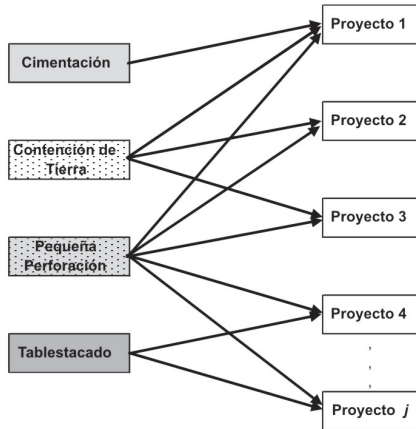 Cimentación
Contención de
Tierra
Pequeña
Perforación
Tablestacado
Proyecto 1
Proyecto 2
Proyecto 3
Proyecto 4
,
,
,
Proyecto j